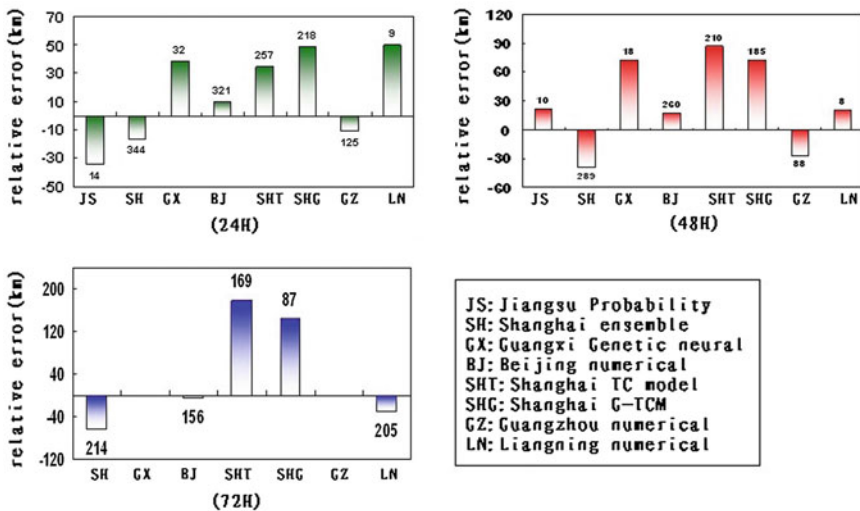 relative error(km)
70
50
30
10
-10
-30
-50
14
344
32
321
257
218
125
9
JS SH GX BJ SHT SHG GZ LN
(24H)
relative error(km)
120
90
60
30
0
-30
-60
10
289
18
260
210
185
88
8
JS SH GX BJ SHT SHG GZ LN
(48H)
relative error(km)
200
120
40
-40
-120
214
156
169
87
205
SH GX BJ SHT SHG GZ LN
(72H)
JS: Jiangsu Probability
SH: Shanghai ensemble
GX: Guangxi Genetic neural
BJ: Beijing numerical
SHT: Shanghai TC model
SHG: Shanghai G-TCM
GZ: Guangzhou numerical
LN: Liangning numerical